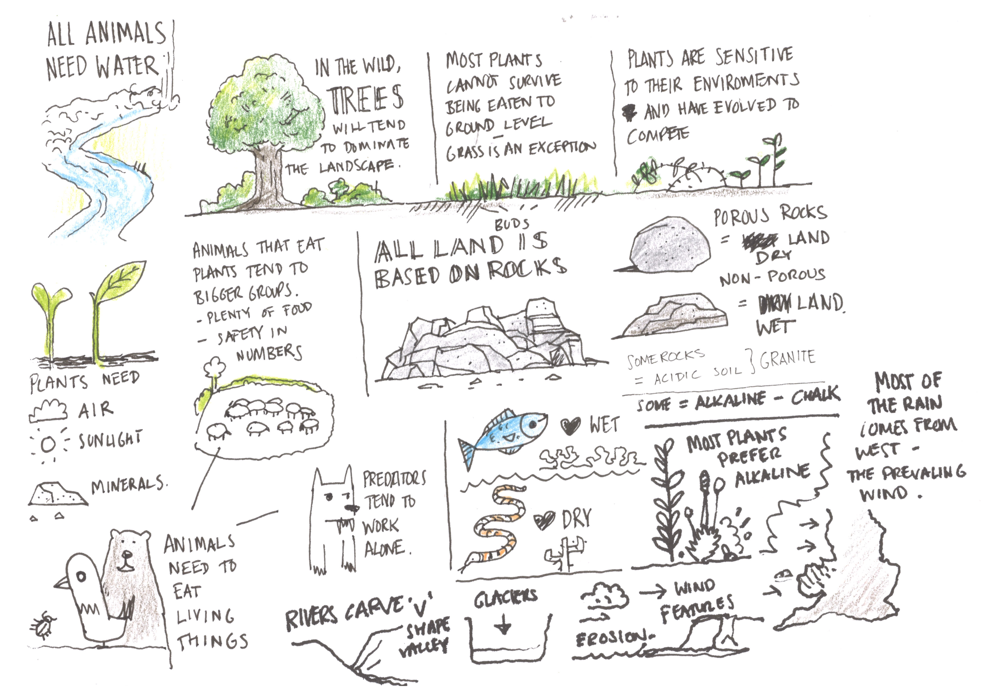 ALL ANIMALS
NEED WATER
IN THE WILD,
TREES
WILL TEND
TO DOMINATE
THE LANDSCAPE.
MOST PLANTS
CANNOT SURVIVE
BEING EATEN TO
GROUND LEVEL
GRASS IS AN EXCEPTION
BUDS
PLANTS ARE SENSITIVE
TO THEIR ENVIROMENTS
AND HAVE EVOLVED TO
COMPETE
PLANTS NEED
AIR
SUNLIGHT
MINERALS.
ANIMALS THAT EAT
PLANTS TEND TO
BIGGER GROUPS.
- PLENTY OF FOOD
- SAFETY IN
NUMBERS
ALL LAND IS
BASED ON ROCKS
POROUS ROCKS
= LAND
DRY
NON-POROUS
= LAND.
WET
SOME ROCKS
= ACIDIC SOIL } GRANITE
SOME = ALKALINE - CHALK
ANIMALS
NEED TO
EAT
LIVING
THINGS
PREDATORS
TEND TO
WORK
ALONE.
WET
DRY
MOST PLANTS
PREFER
ALKALINE
MOST OF
THE RAIN
COMES FROM
WEST -
THE PREVALING
WIND.
RIVERS CARVE 'V'
SHAPE
VALLEY
GLACIERS
WIND
FEATURES
EROSION-